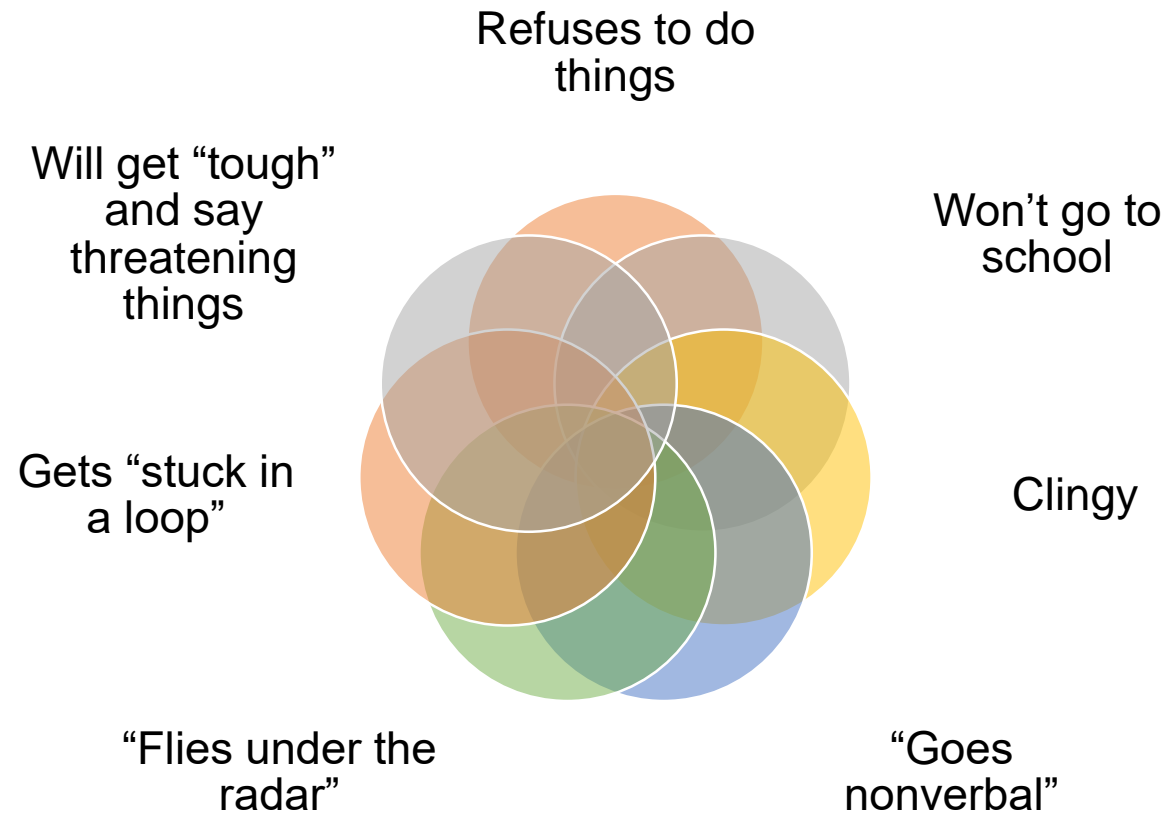 Refuses to do
things
Won’t go to
school
Clingy
“Goes
nonverbal”
“Flies under the
radar”
Gets “stuck in
a loop”
Will get “tough”
and say
threatening
things